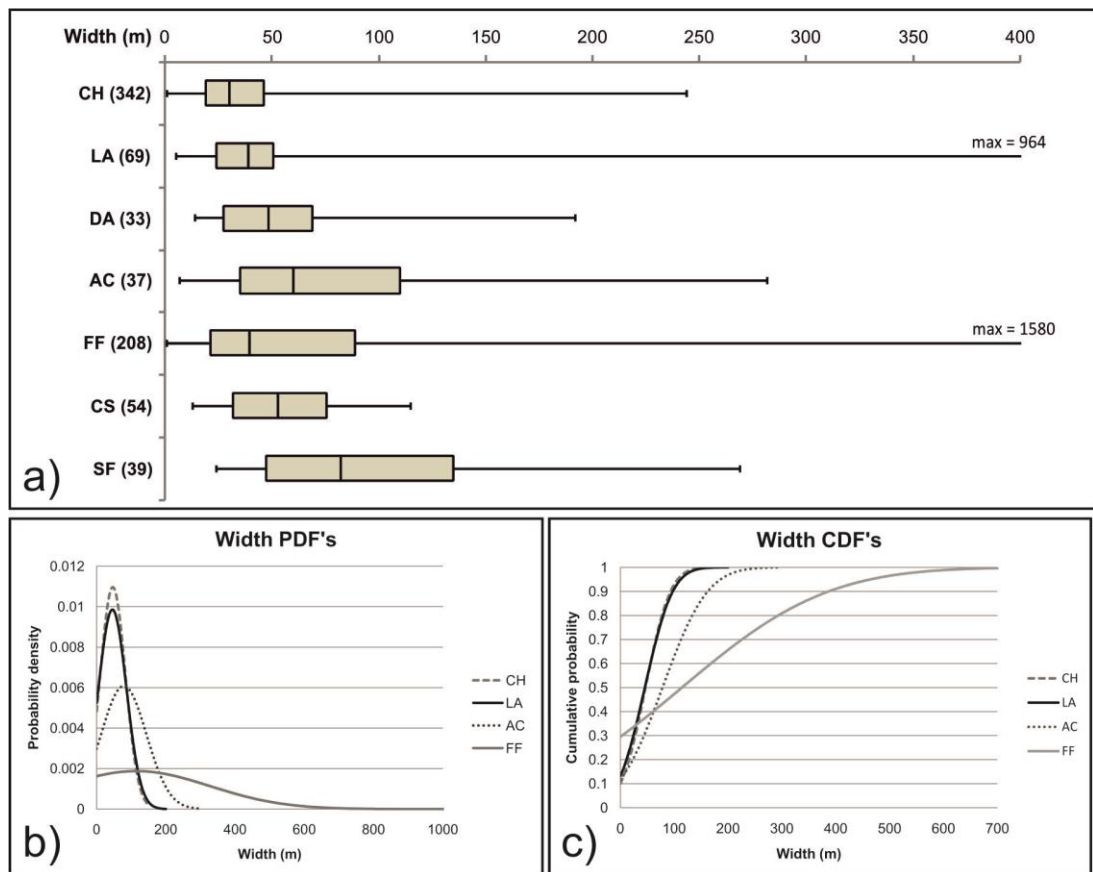 Width (m) 0 50 100 150 200 250 300 350 400
CH (342)
LA (69)
max = 964
DA (33)
AC (37)
FF (208)
max = 1580
CS (54)
SF (39)
a)
Width PDF's
0.012
0.01
0.008
0.006
0.004
0.002
0
Probability density
0 200 400 600 800 1000
Width (m)
CH
LA
AC
FF
b)
Width CDF's
1
0.9
0.8
0.7
0.6
0.5
0.4
0.3
0.2
0.1
0
Cumulative probability
0 100 200 300 400 500 600 700
Width (m)
CH
LA
AC
FF
c)